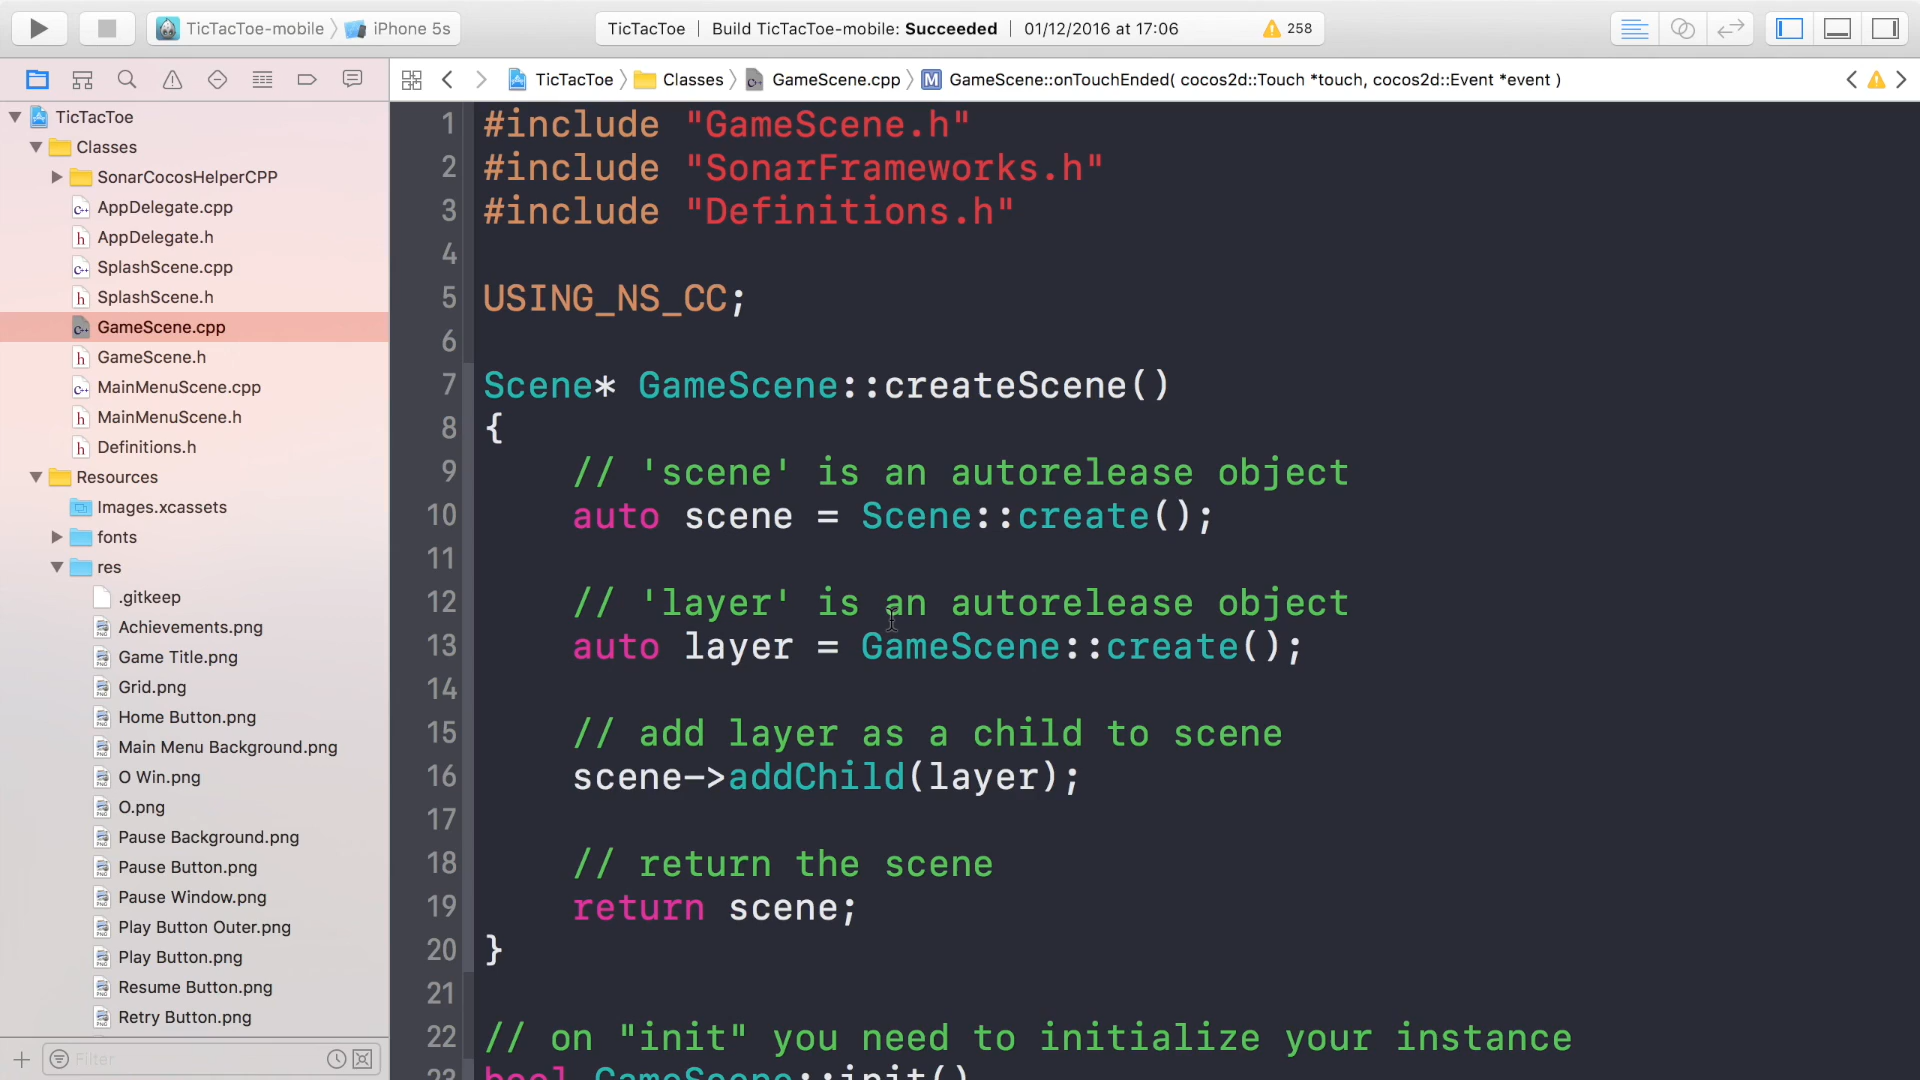 TicTacToe-mobile iPhone 5s
TicTacToe Build TicTacToe-mobile: Succeeded 01/12/2016 at 17:06 258
TicTacToe Classes GameScene.cpp M GameScene::onTouchEnded( cocos2d::Touch *touch, cocos2d::Event *event )
TicTacToe
Classes
SonarCocosHelperCPP
AppDelegate.cpp
AppDelegate.h
SplashScene.cpp
SplashScene.h
GameScene.cpp
GameScene.h
MainMenuScene.cpp
MainMenuScene.h
Definitions.h
Resources
Images.xcassets
fonts
res
.gitkeep
Achievements.png
Game Title.png
Grid.png
Home Button.png
Main Menu Background.png
O Win.png
O.png
Pause Background.png
Pause Button.png
Pause Window.png
Play Button Outer.png
Play Button.png
Resume Button.png
Retry Button.png
Filter
1 #include "GameScene.h"
2 #include "SonarFrameworks.h"
3 #include "Definitions.h"
4
5 USING_NS_CC;
6
7 Scene* GameScene::createScene()
8 {
9 // 'scene' is an autorelease object
10 auto scene = Scene::create();
11
12 // 'layer' is an autorelease object
13 auto layer = GameScene::create();
14
15 // add layer as a child to scene
16 scene->addChild(layer);
17
18 // return the scene
19 return scene;
20 }
21
22 // on "init" you need to initialize your instance
23 bool GameScene::init()